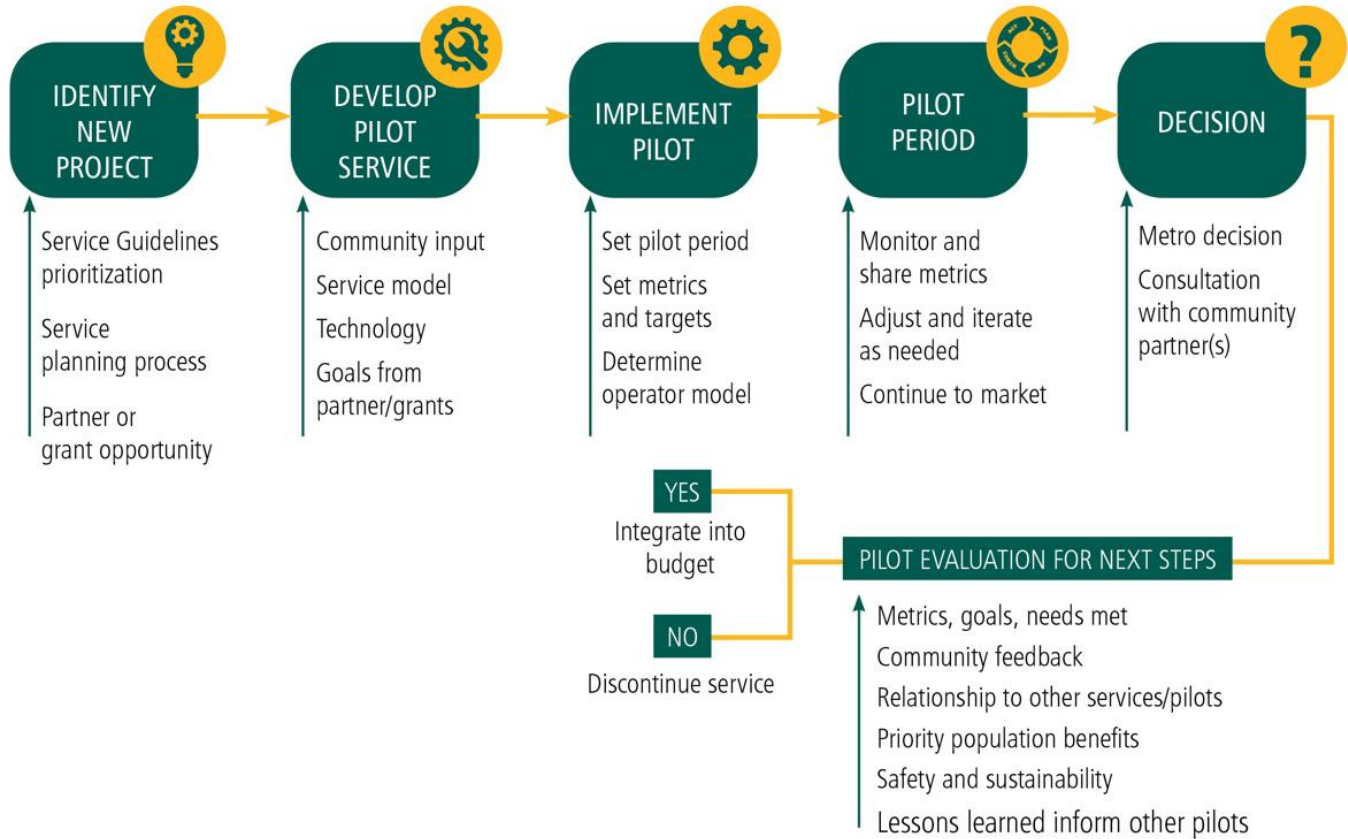 IDENTIFY
NEW
PROJECT
Service Guidelines
prioritization
Service
planning process
Partner or
grant opportunity
DEVELOP
PILOT
SERVICE
Community input
Service model
Technology
Goals from
partner/grants
IMPLEMENT
PILOT
Set pilot period
Set metrics
and targets
Determine
operator model
ACT
PLAN
DO
CHECK
PILOT
PERIOD
Monitor and
share metrics
Adjust and iterate
as needed
Continue to market
?
DECISION
Metro decision
Consultation
with community
partner(s)
PILOT EVALUATION FOR NEXT STEPS
Metrics, goals, needs met
Community feedback
Relationship to other services/pilots
Priority population benefits
Safety and sustainability
Lessons learned inform other pilots
YES
Integrate into
budget
NO
Discontinue service